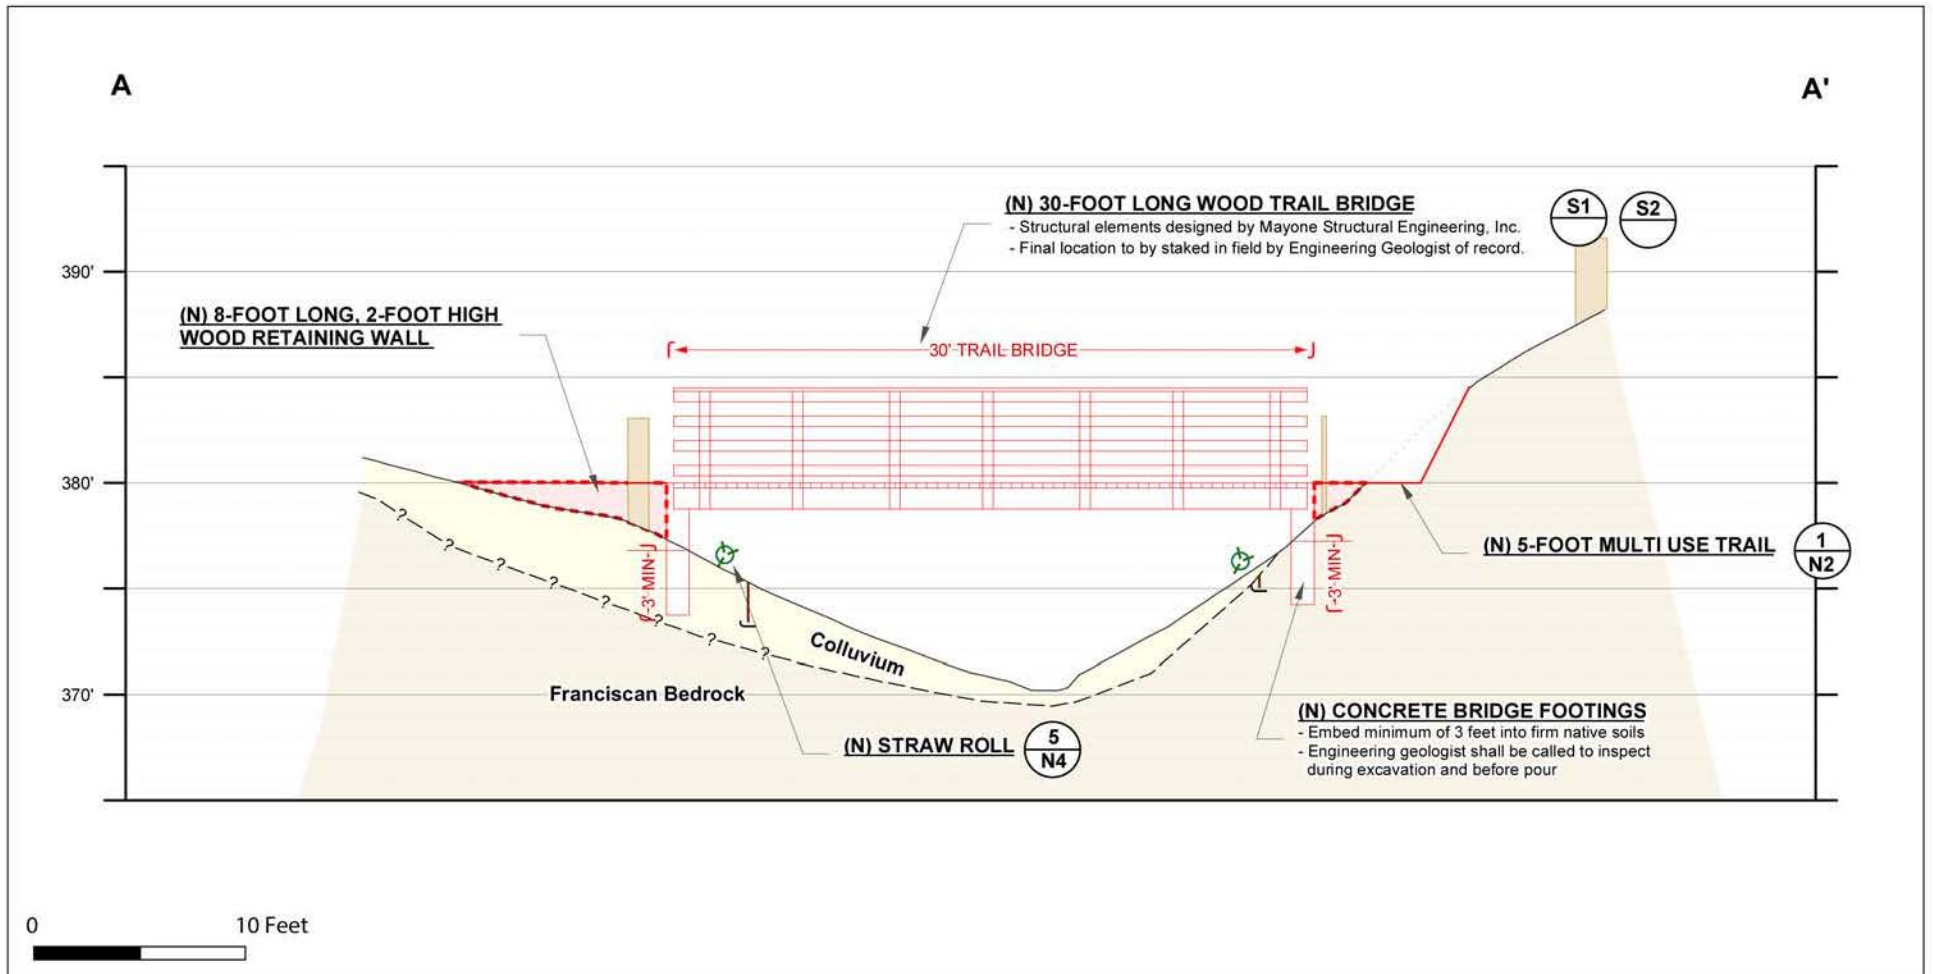 A
A'
(N) 30-FOOT LONG WOOD TRAIL BRIDGE
- Structural elements designed by Mayone Structural Engineering, Inc.
- Final location to by staked in field by Engineering Geologist of record.
S1
S2
390'
(N) 8-FOOT LONG, 2-FOOT HIGH
WOOD RETAINING WALL
30' TRAIL BRIDGE
380'
(N) 5-FOOT MULTI USE TRAIL
1
N2
3' MIN
3' MIN
? ? ? ? ? ? ? ?
Colluvium
370'
Franciscan Bedrock
(N) STRAW ROLL
5
N4
(N) CONCRETE BRIDGE FOOTINGS
- Embed minimum of 3 feet into firm native soils
- Engineering geologist shall be called to inspect
during excavation and before pour
0
10 Feet